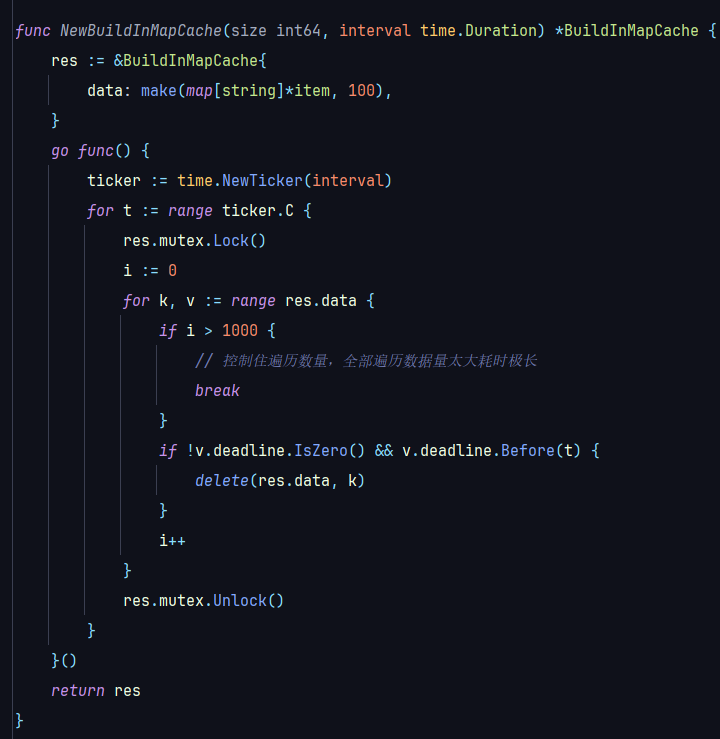 func NewBuildInMapCache(size int64, interval time.Duration) *BuildInMapCache {
    res := &BuildInMapCache{
        data: make(map[string]*item, 100),
    }
    go func() {
        ticker := time.NewTicker(interval)
        for t := range ticker.C {
            res.mutex.Lock()
            i := 0
            for k, v := range res.data {
                if i > 1000 {
                    // 控制住遍历数量，全部遍历数据量太大耗时极长
                    break
                }
                if !v.deadline.IsZero() && v.deadline.Before(t) {
                    delete(res.data, k)
                }
                i++
            }
            res.mutex.Unlock()
        }
    }()
    return res
}